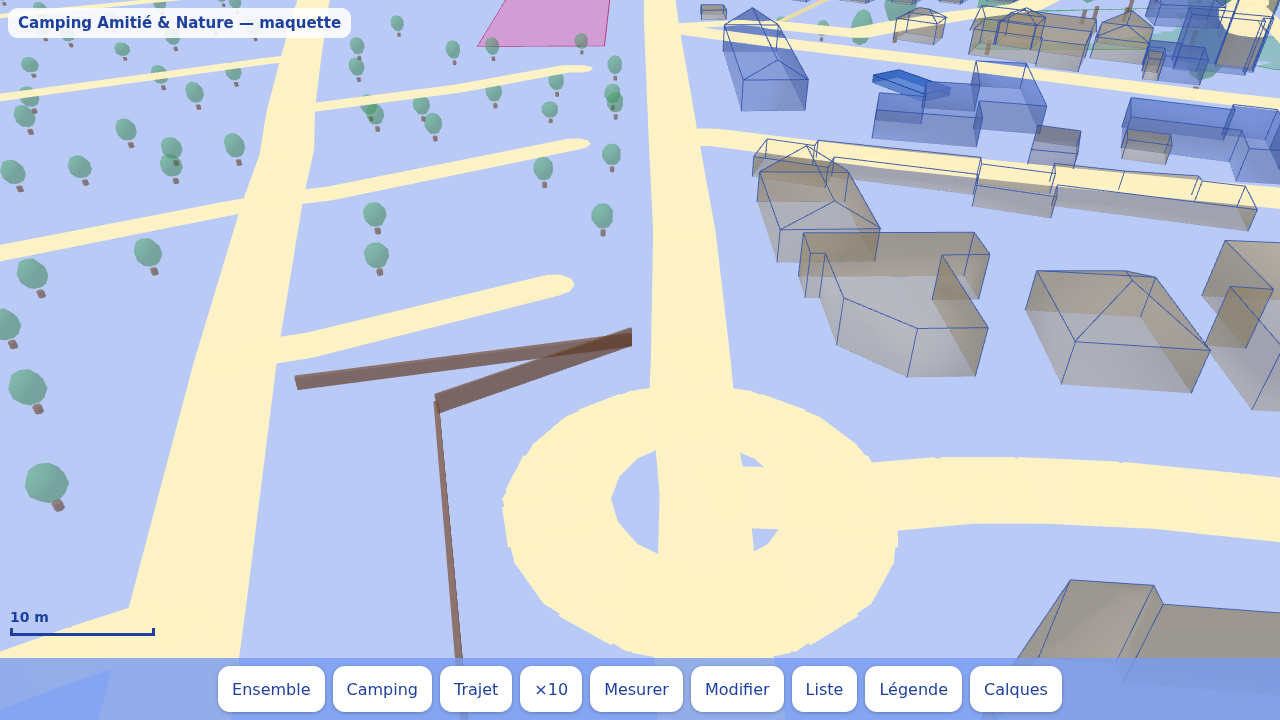 Camping Amitié & Nature — maquette
10 m
Ensemble
Camping
Trajet
×10
Mesurer
Modifier
Liste
Légende
Calques